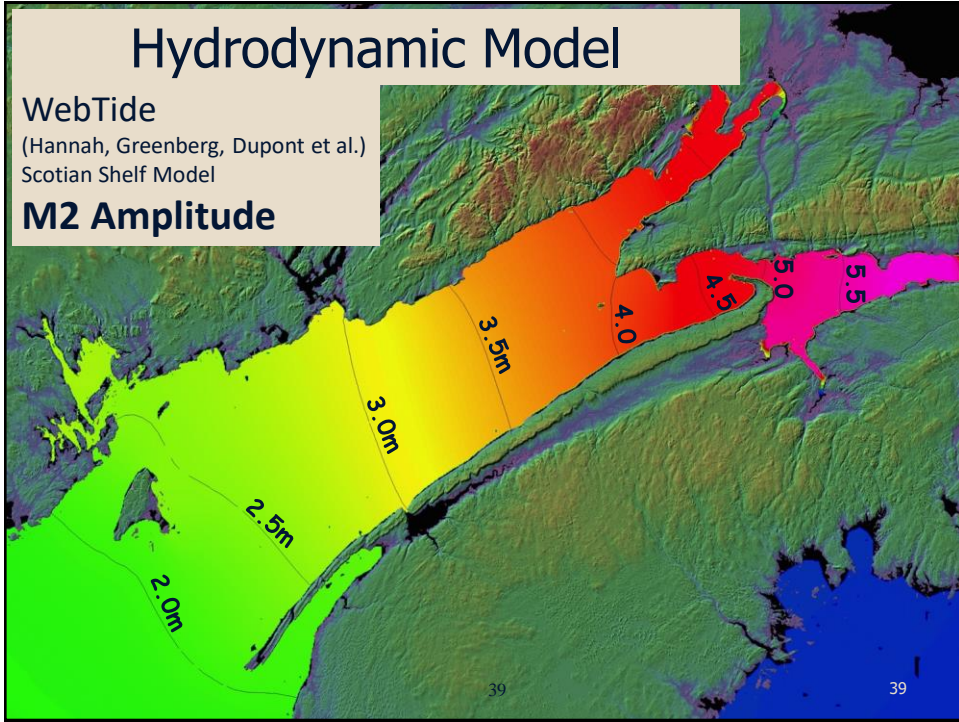 Hydrodynamic Model
WebTide
(Hannah, Greenberg, Dupont et al.)
Scotian Shelf Model
M2 Amplitude
5.0
5.5
4.5
4.0
3.5m
3.0m
2.5m
2.0m
39
39